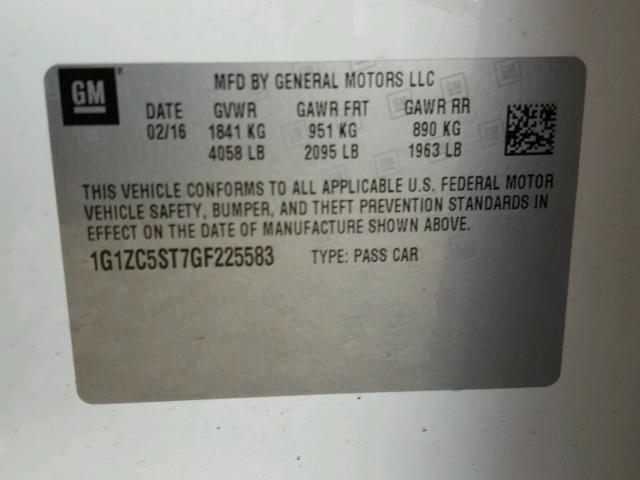 GM
MFD BY GENERAL MOTORS LLC
DATE GVWR GAWR FRT GAWR RR
02/16 1841 KG 951 KG 890 KG
4058 LB 2095 LB 1963 LB
THIS VEHICLE CONFORMS TO ALL APPLICABLE U.S. FEDERAL MOTOR
VEHICLE SAFETY, BUMPER, AND THEFT PREVENTION STANDARDS IN
EFFECT ON THE DATE OF MANUFACTURE SHOWN ABOVE.
1G1ZC5ST7GF225583 TYPE: PASS CAR